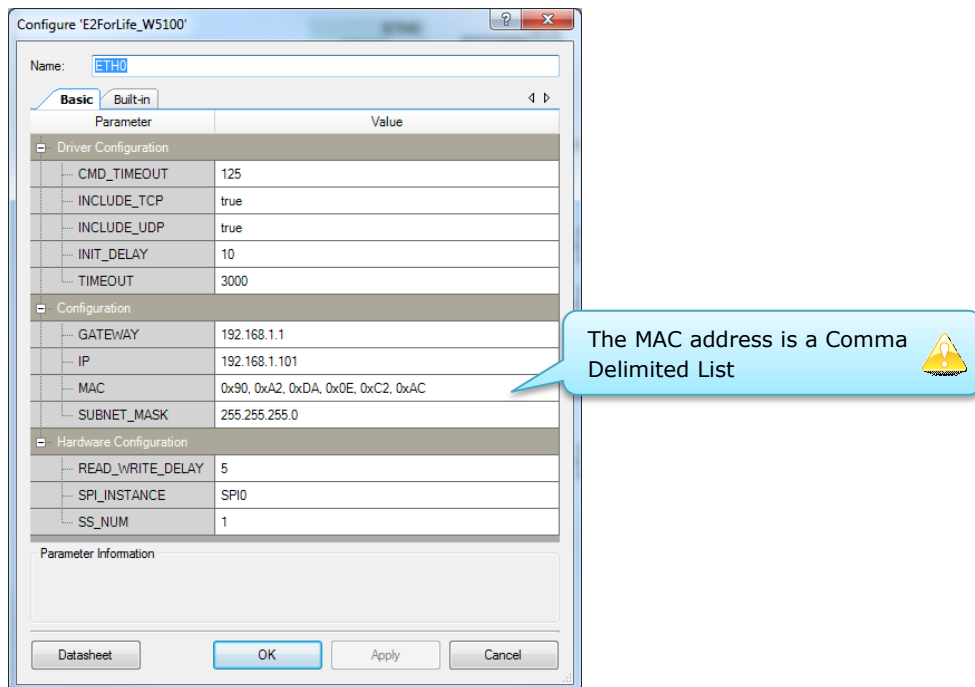 Configure 'E2ForLife_W5100'
Name: ETH0
Basic Built-in
Parameter Value
Driver Configuration
CMD_TIMEOUT 125
INCLUDE_TCP true
INCLUDE_UDP true
INIT_DELAY 10
TIMEOUT 3000
Configuration
GATEWAY 192.168.1.1
IP 192.168.1.101
MAC 0x90, 0xA2, 0xDA, 0x0E, 0xC2, 0xAC
SUBNET_MASK 255.255.255.0
Hardware Configuration
READ_WRITE_DELAY 5
SPI_INSTANCE SPI0
SS_NUM 1
Parameter Information
Datasheet OK Apply Cancel
The MAC address is a Comma
Delimited List